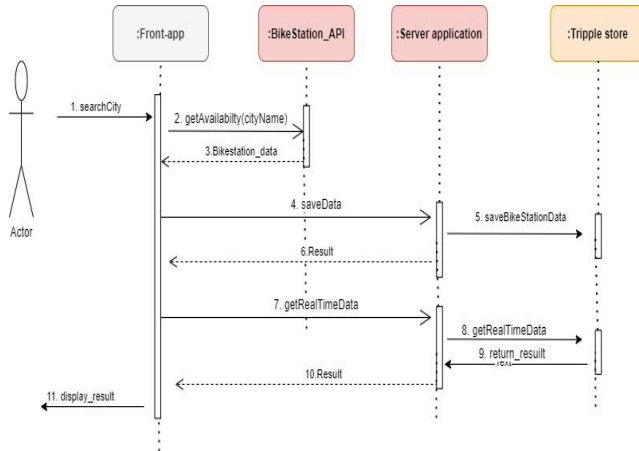 :Front-app
:BikeStation_API
:Server application
:Tripple store
1. searchCity
2. getAvailabilty(cityName)
3.Bikestation_data
Actor
4. saveData
5. saveBikeStationData
6.Result
7. getRealTimeData
8. getRealTimeData
9. return_resuilt
10.Result
11. display_result